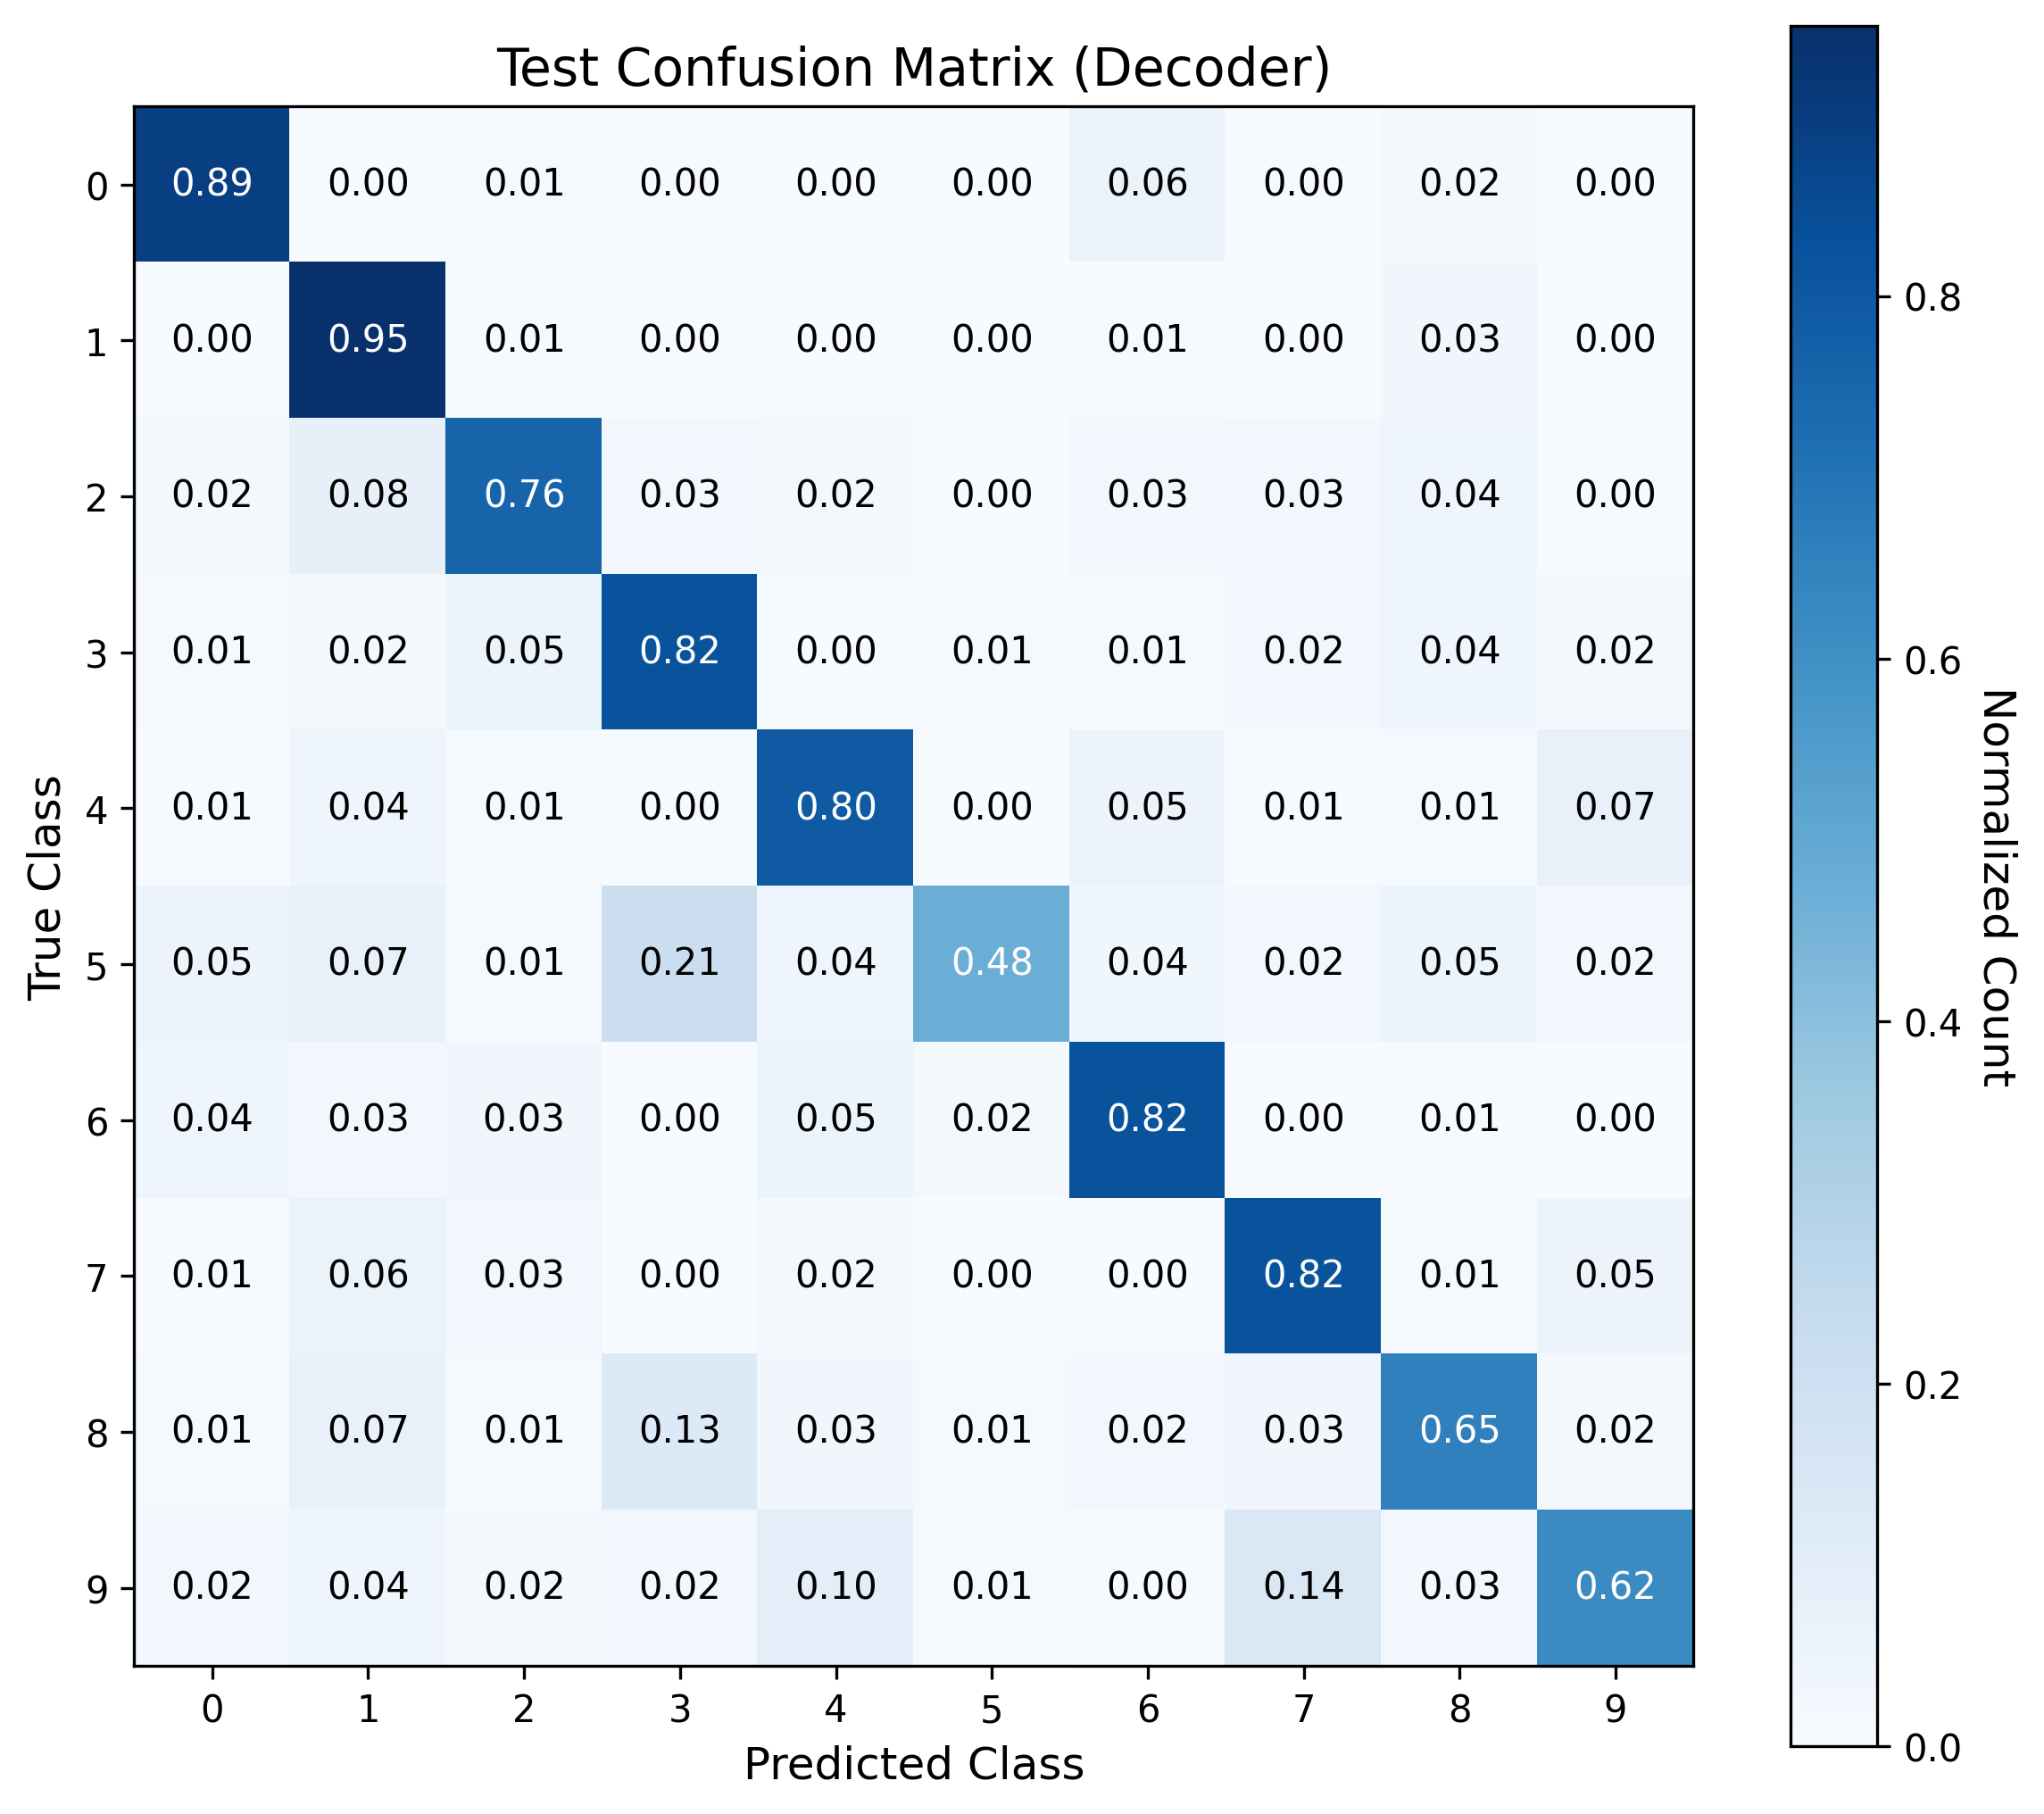 Test Confusion Matrix (Decoder)
0 0.89 0.00 0.01 0.00 0.00 0.00 0.06 0.00 0.02 0.00
1 0.00 0.95 0.01 0.00 0.00 0.00 0.01 0.00 0.03 0.00
2 0.02 0.08 0.76 0.03 0.02 0.00 0.03 0.03 0.04 0.00
3 0.01 0.02 0.05 0.82 0.00 0.01 0.01 0.02 0.04 0.02
4 0.01 0.04 0.01 0.00 0.80 0.00 0.05 0.01 0.01 0.07
5 0.05 0.07 0.01 0.21 0.04 0.48 0.04 0.02 0.05 0.02
6 0.04 0.03 0.03 0.00 0.05 0.02 0.82 0.00 0.01 0.00
7 0.01 0.06 0.03 0.00 0.02 0.00 0.00 0.82 0.01 0.05
8 0.01 0.07 0.01 0.13 0.03 0.01 0.02 0.03 0.65 0.02
9 0.02 0.04 0.02 0.02 0.10 0.01 0.00 0.14 0.03 0.62
0 1 2 3 4 5 6 7 8 9
Predicted Class
True Class
0.8
0.6
0.4
0.2
0.0
Normalized Count